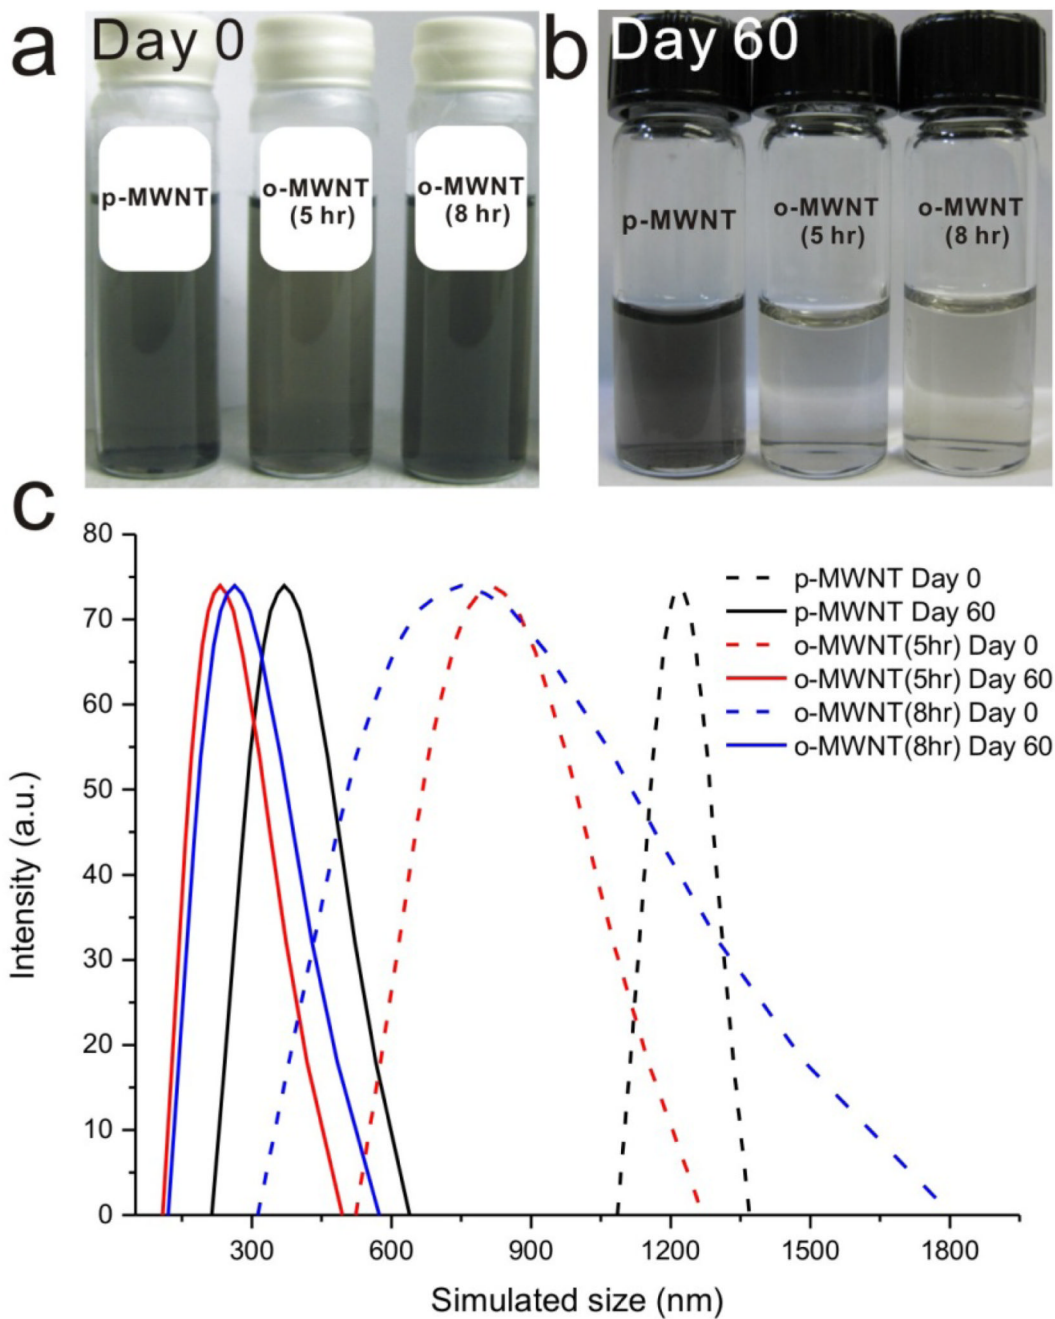 a Day 0
b Day 60
p-MWNT
o-MWNT
(5 hr)
o-MWNT
(8 hr)
p-MWNT
o-MWNT
(5 hr)
o-MWNT
(8 hr)
c
80
70
60
50
40
30
20
10
0
Intensity (a.u.)
p-MWNT Day 0
p-MWNT Day 60
o-MWNT(5hr) Day 0
o-MWNT(5hr) Day 60
o-MWNT(8hr) Day 0
o-MWNT(8hr) Day 60
300 600 900 1200 1500 1800
Simulated size (nm)